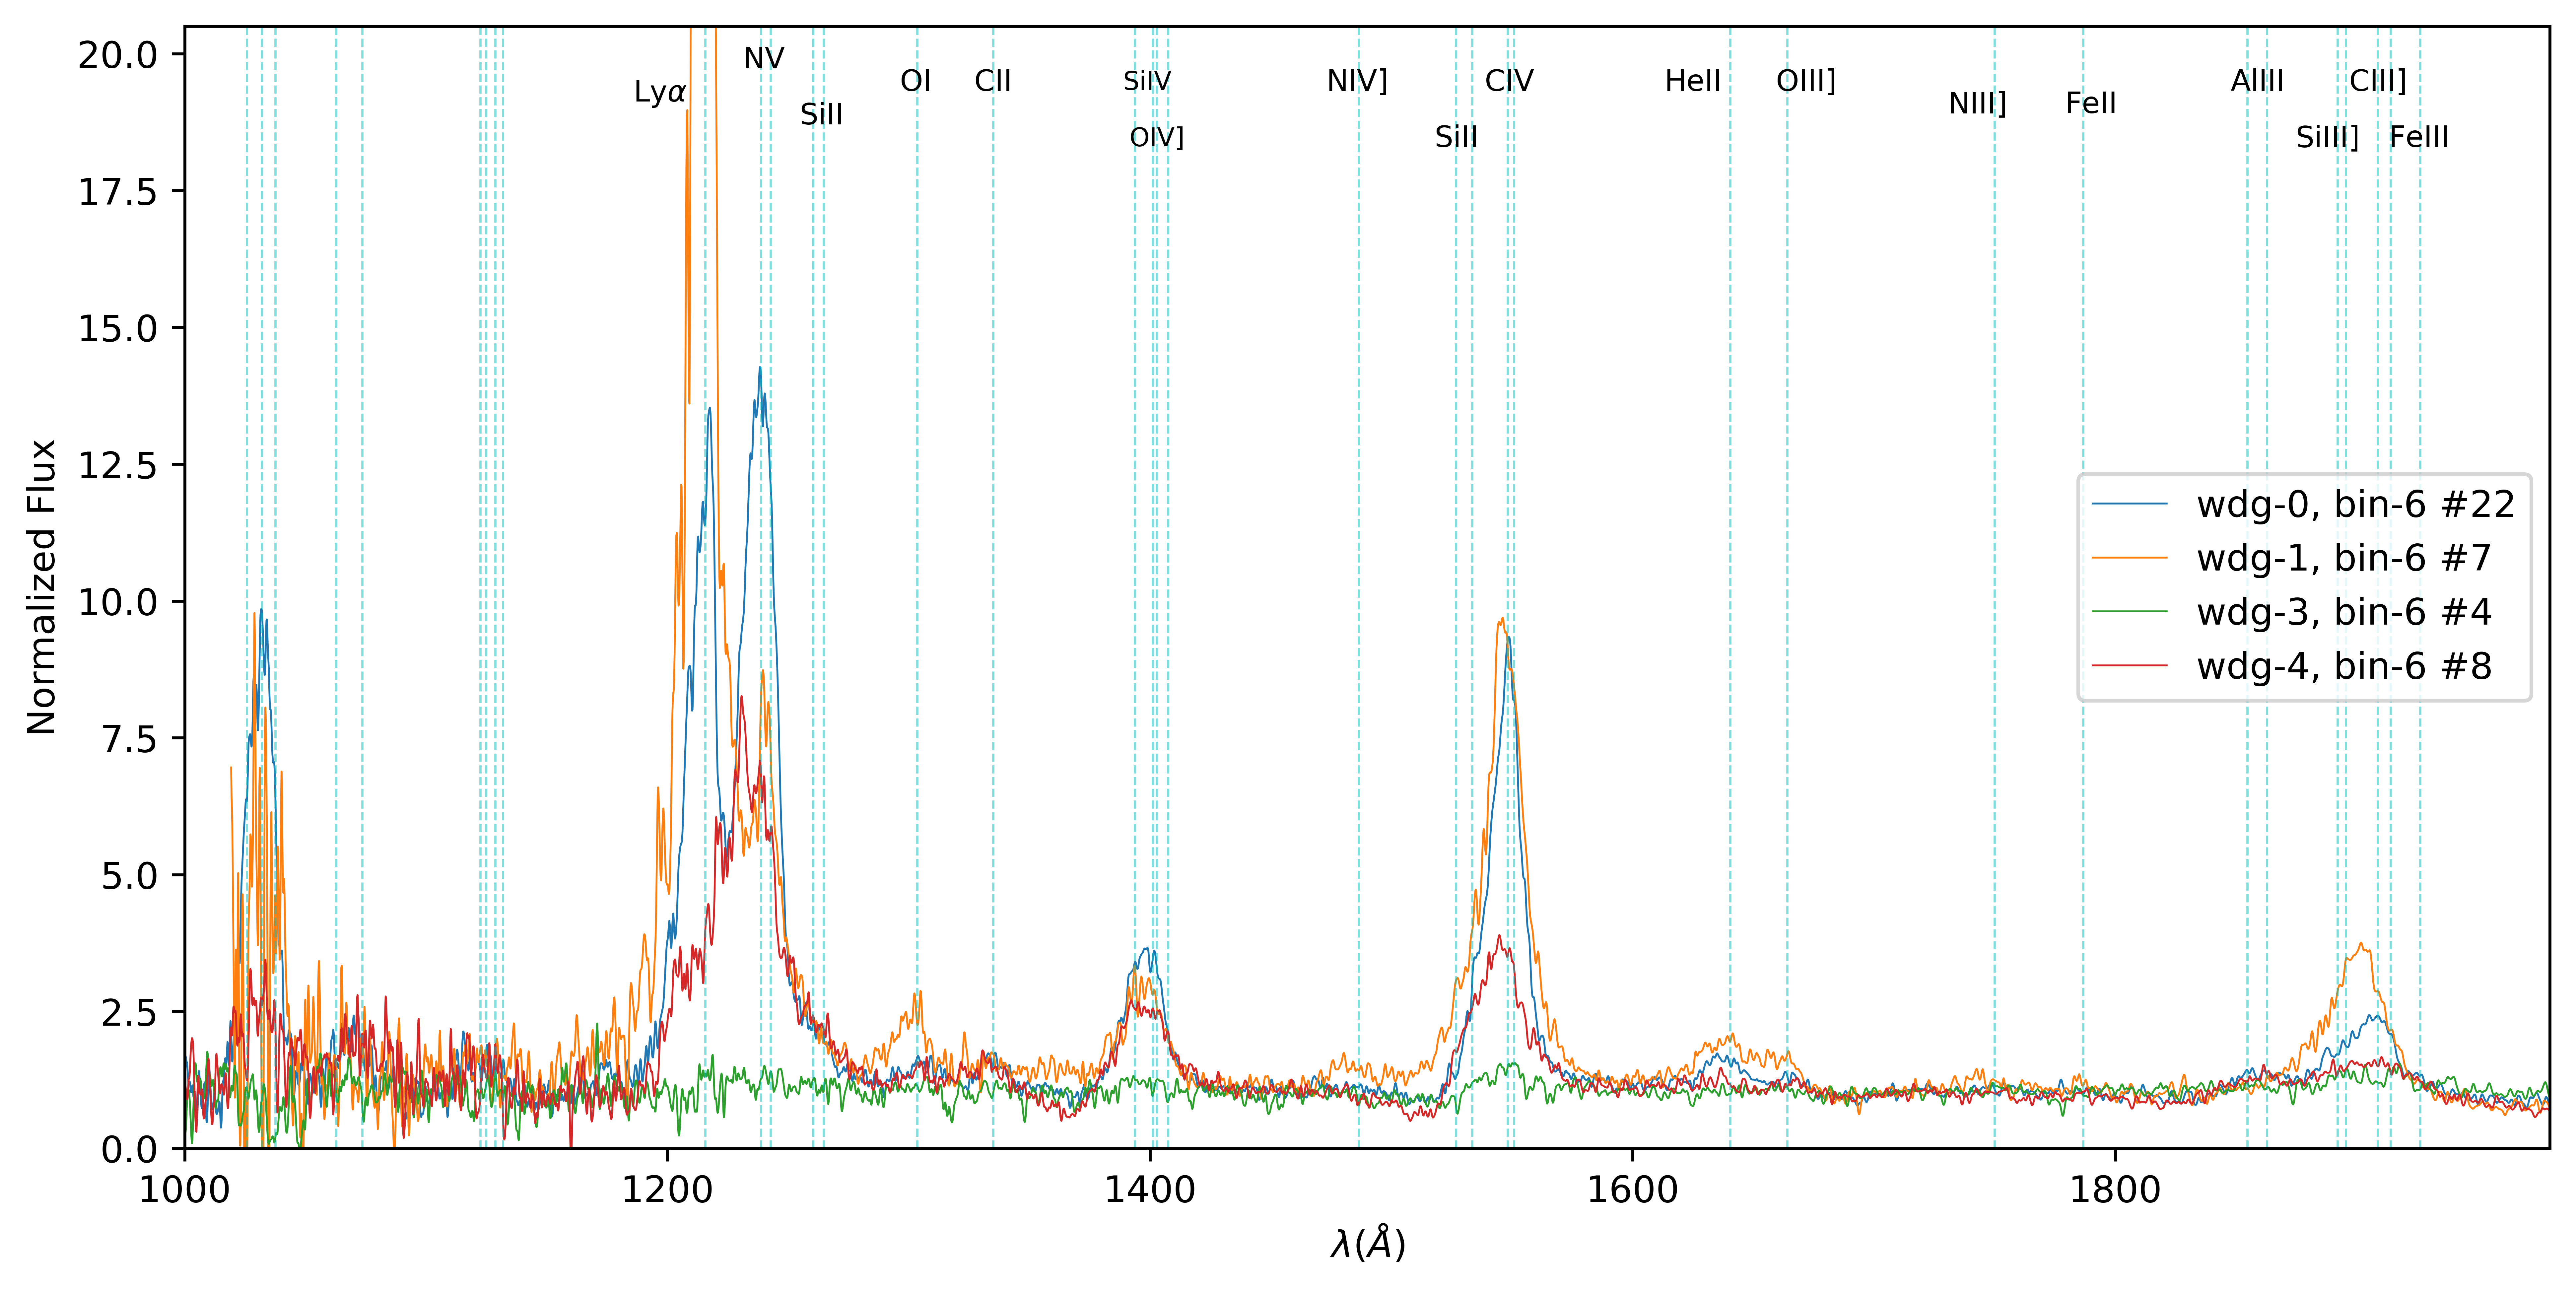 NV
Lyα
SiII
OI
CII
SiIV
OIV]
NIV]
SiII
CIV
HeII
OIII]
NIII]
FeII
AlIII
SiIII]
CIII]
FeIII
20.0
17.5
15.0
12.5
10.0
7.5
5.0
2.5
0.0
Normalized Flux
wdg-0, bin-6 #22
wdg-1, bin-6 #7
wdg-3, bin-6 #4
wdg-4, bin-6 #8
1000
1200
1400
1600
1800
λ(Å)